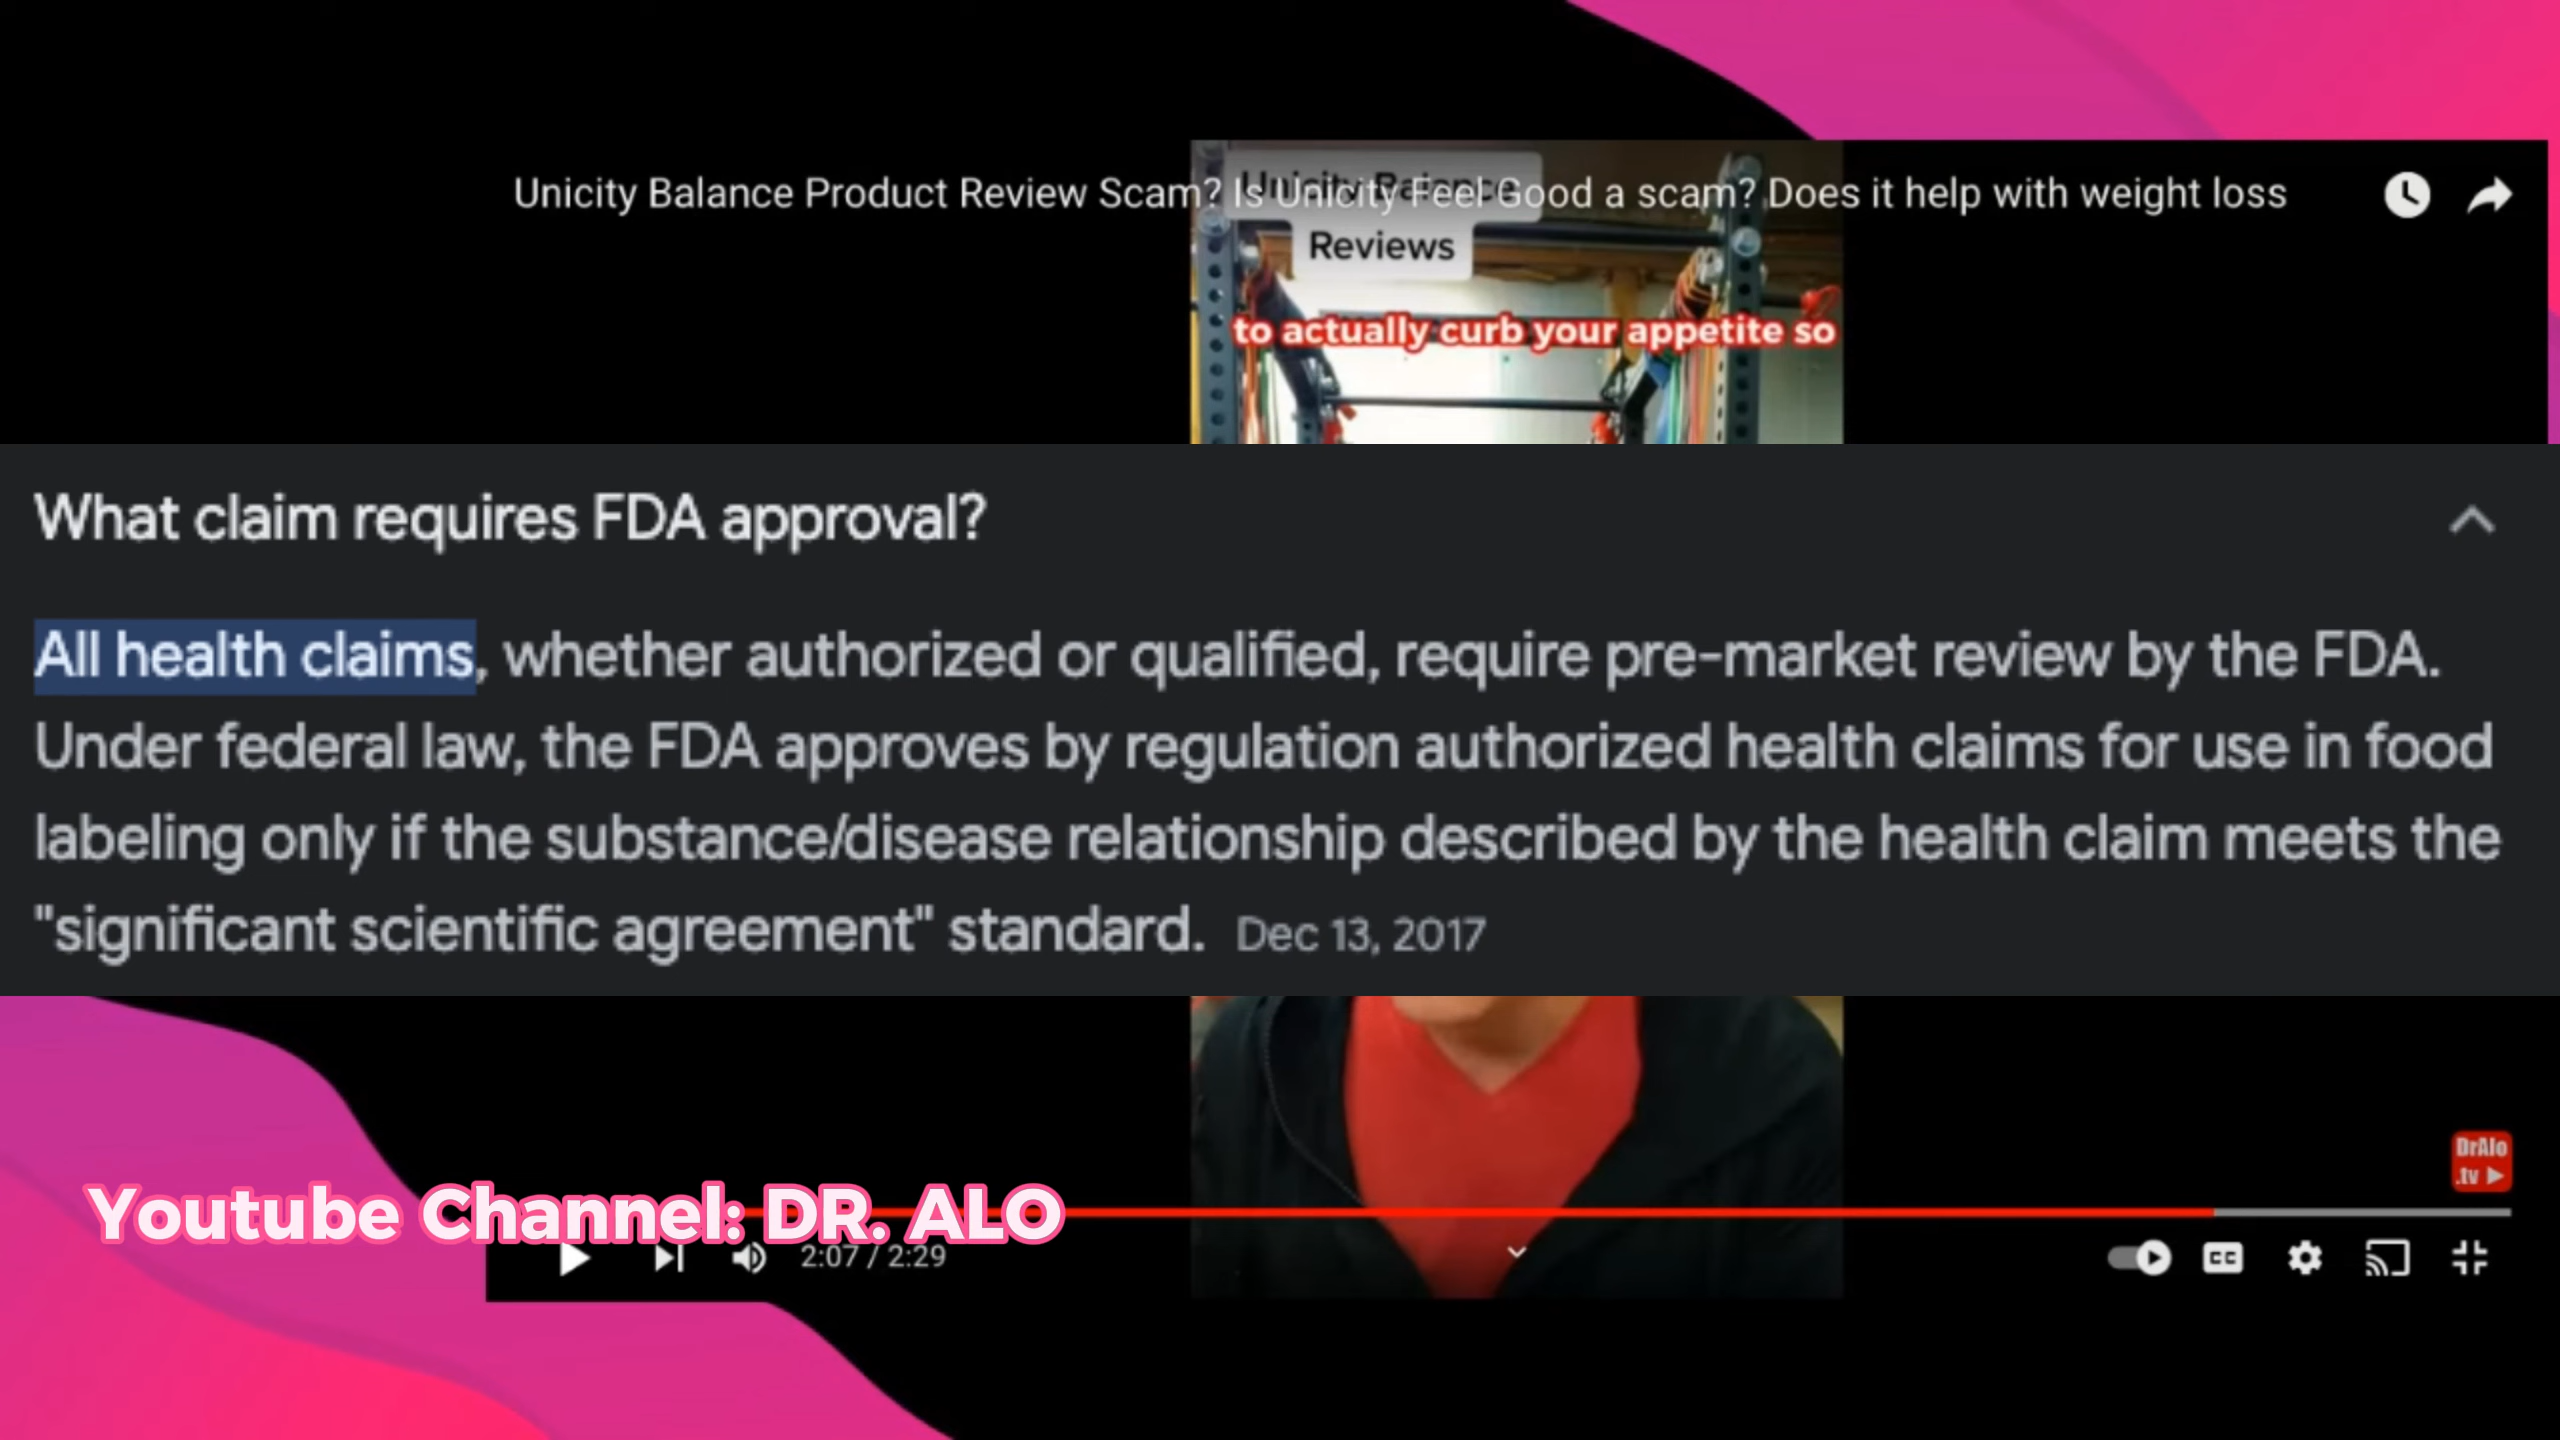 Unicity Balance Product Review Scam? Is Unicity Feel Good a scam? Does it help with weight loss
Unicity Balance
Reviews
to actually curb your appetite so
What claim requires FDA approval?
All health claims, whether authorized or qualified, require pre-market review by the FDA.
Under federal law, the FDA approves by regulation authorized health claims for use in food
labeling only if the substance/disease relationship described by the health claim meets the
"significant scientific agreement" standard. Dec 13, 2017
DrAlo
.tv
Youtube Channel: DR. ALO
2:07 / 2:29
CC